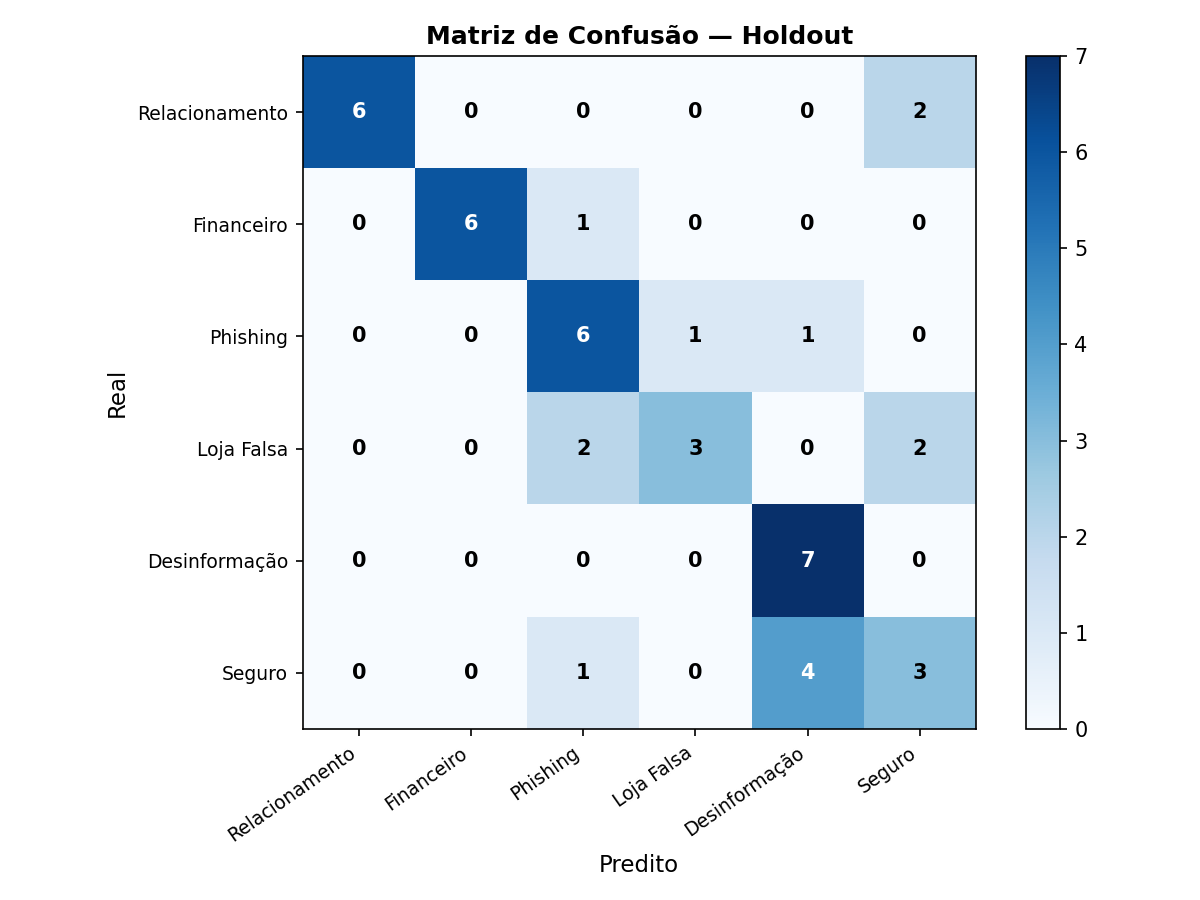 Matriz de Confusão — Holdout
Relacionamento 6 0 0 0 0 2
Financeiro 0 6 1 0 0 0
Phishing 0 0 6 1 1 0
Loja Falsa 0 0 2 3 0 2
Desinformação 0 0 0 0 7 0
Seguro 0 0 1 0 4 3
Real
Relacionamento Financeiro Phishing Loja Falsa Desinformação Seguro
Predito
7
6
5
4
3
2
1
0